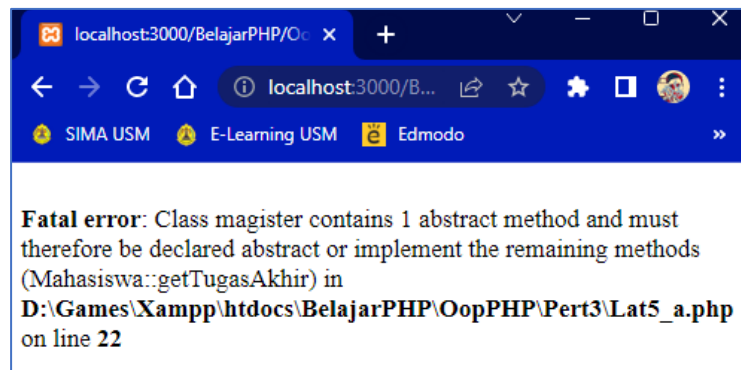 localhost:3000/BelajarPHP/Oo
localhost:3000/B...
SIMA USM E-Learning USM Edmodo »
Fatal error: Class magister contains 1 abstract method and must
therefore be declared abstract or implement the remaining methods
(Mahasiswa::getTugasAkhir) in
D:\Games\Xampp\htdocs\BelajarPHP\OopPHP\Pert3\Lat5_a.php
on line 22